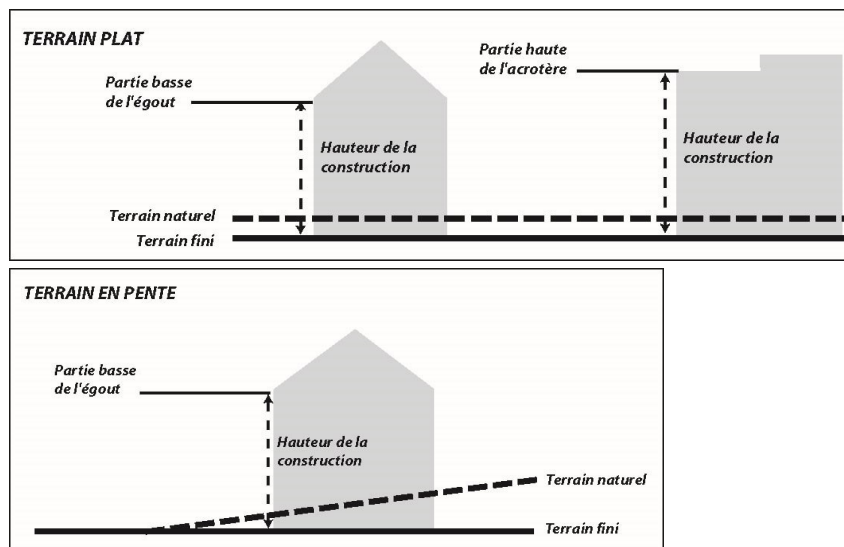 TERRAIN PLAT
Partie basse
de l'égout
Hauteur de la
construction
Partie haute
de l'acrotère
Hauteur de la
construction
Terrain naturel
Terrain fini
TERRAIN EN PENTE
Partie basse
de l'égout
Hauteur de la
construction
Terrain naturel
Terrain fini